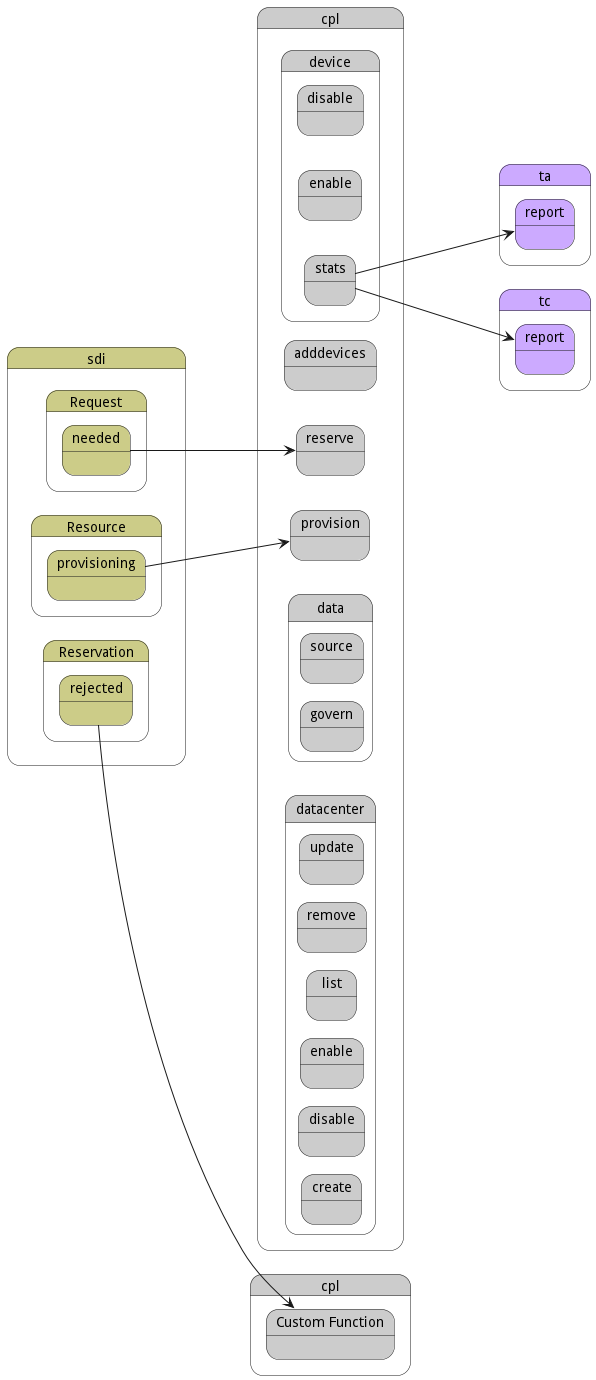 cpl
device
disable
enable
stats
adddevices
reserve
provision
data
source
govern
datacenter
update
remove
list
enable
disable
create
ta
report
tc
report
sdi
Request
needed
Resource
provisioning
Reservation
rejected
cpl
Custom Function